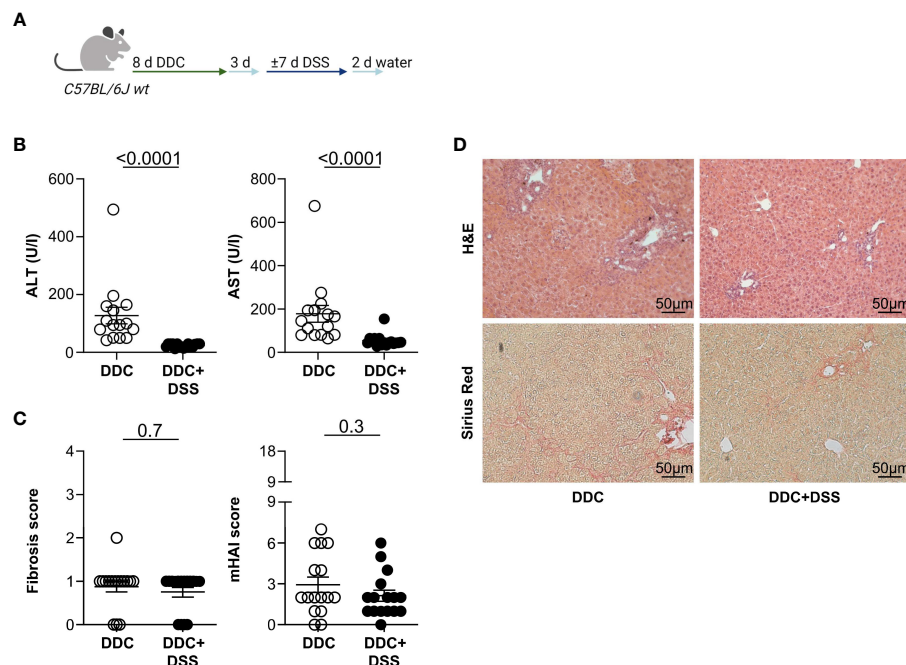 A
8 d DDC
3 d
±7 d DSS
2 d water
C57BL/6J wt
B
<0.0001
600
400
200
0
ALT (U/l)
DDC
DDC+
DSS
<0.0001
800
600
400
200
0
AST (U/l)
DDC
DDC+
DSS
C
0.7
4
3
2
1
0
Fibrosis score
DDC
DDC+
DSS
0.3
18
9
9
6
3
0
mHAI score
DDC
DDC+
DSS
D
H&E
50µm
50µm
Sirius Red
50µm
50µm
DDC
DDC+DSS